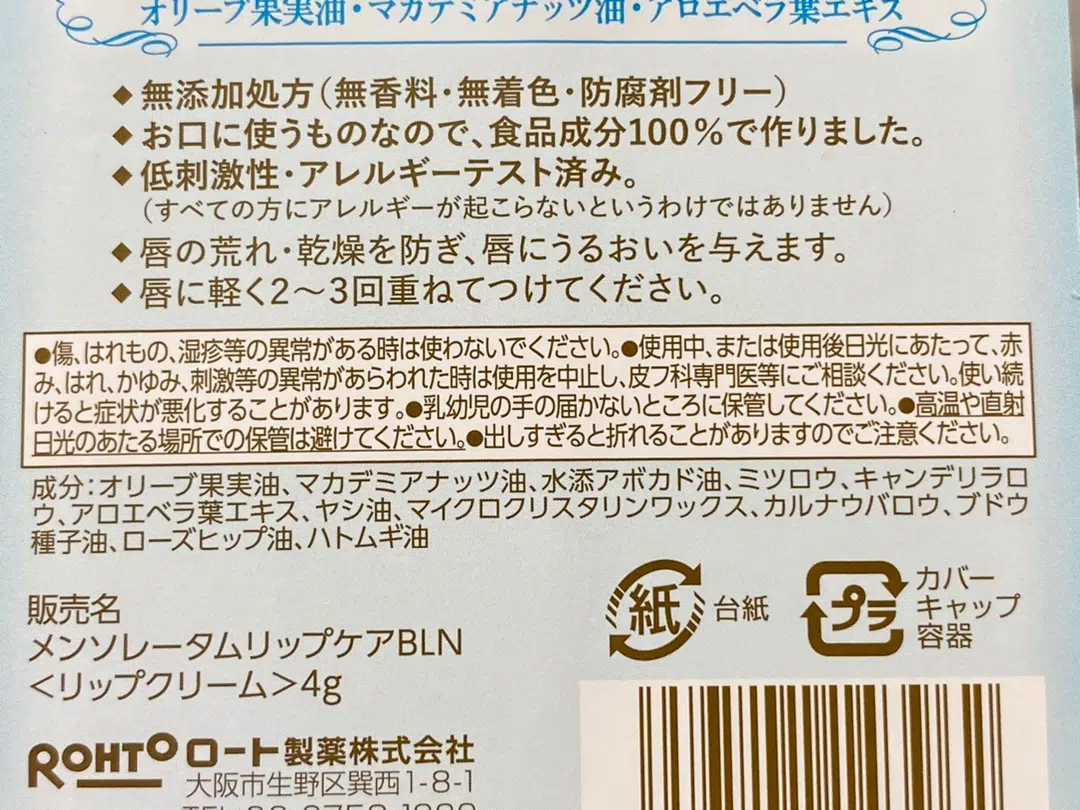 オリーブ果実油・マカデミアナッツ油・アロエベラ葉エキス
◆無添加処方（無香料・無着色・防腐剤フリー）
◆お口に使うものなので、食品成分100％で作りました。
◆低刺激性・アレルギーテスト済み。
（すべての方にアレルギーが起こらないというわけではありません）
◆唇の荒れ・乾燥を防ぎ、唇にうるおいを与えます。
◆唇に軽く2〜3回重ねてつけてください。
●傷、はれもの、湿疹等の異常がある時は使わないでください。●使用中、または使用後日光にあたって、赤
み、はれ、かゆみ、刺激等の異常があらわれた時は使用を中止し、皮フ科専門医等にご相談ください。使い続
けると症状が悪化することがあります。●乳幼児の手の届かないところに保管してください。●高温や直射
日光のあたる場所での保管は避けてください。●出しすぎると折れることがありますのでご注意ください。
成分：オリーブ果実油、マカデミアナッツ油、水添アボカド油、ミツロウ、キャンデリラロ
ウ、アロエベラ葉エキス、ヤシ油、マイクロクリスタリンワックス、カルナウバロウ、ブドウ
種子油、ローズヒップ油、ハトムギ油
紙 台紙
プラ カバー
キャップ
容器
販売名
メンソレータムリップケアBLN
＜リップクリーム＞4g
ROHTO ロート製薬株式会社
大阪市生野区巽西1-8-1